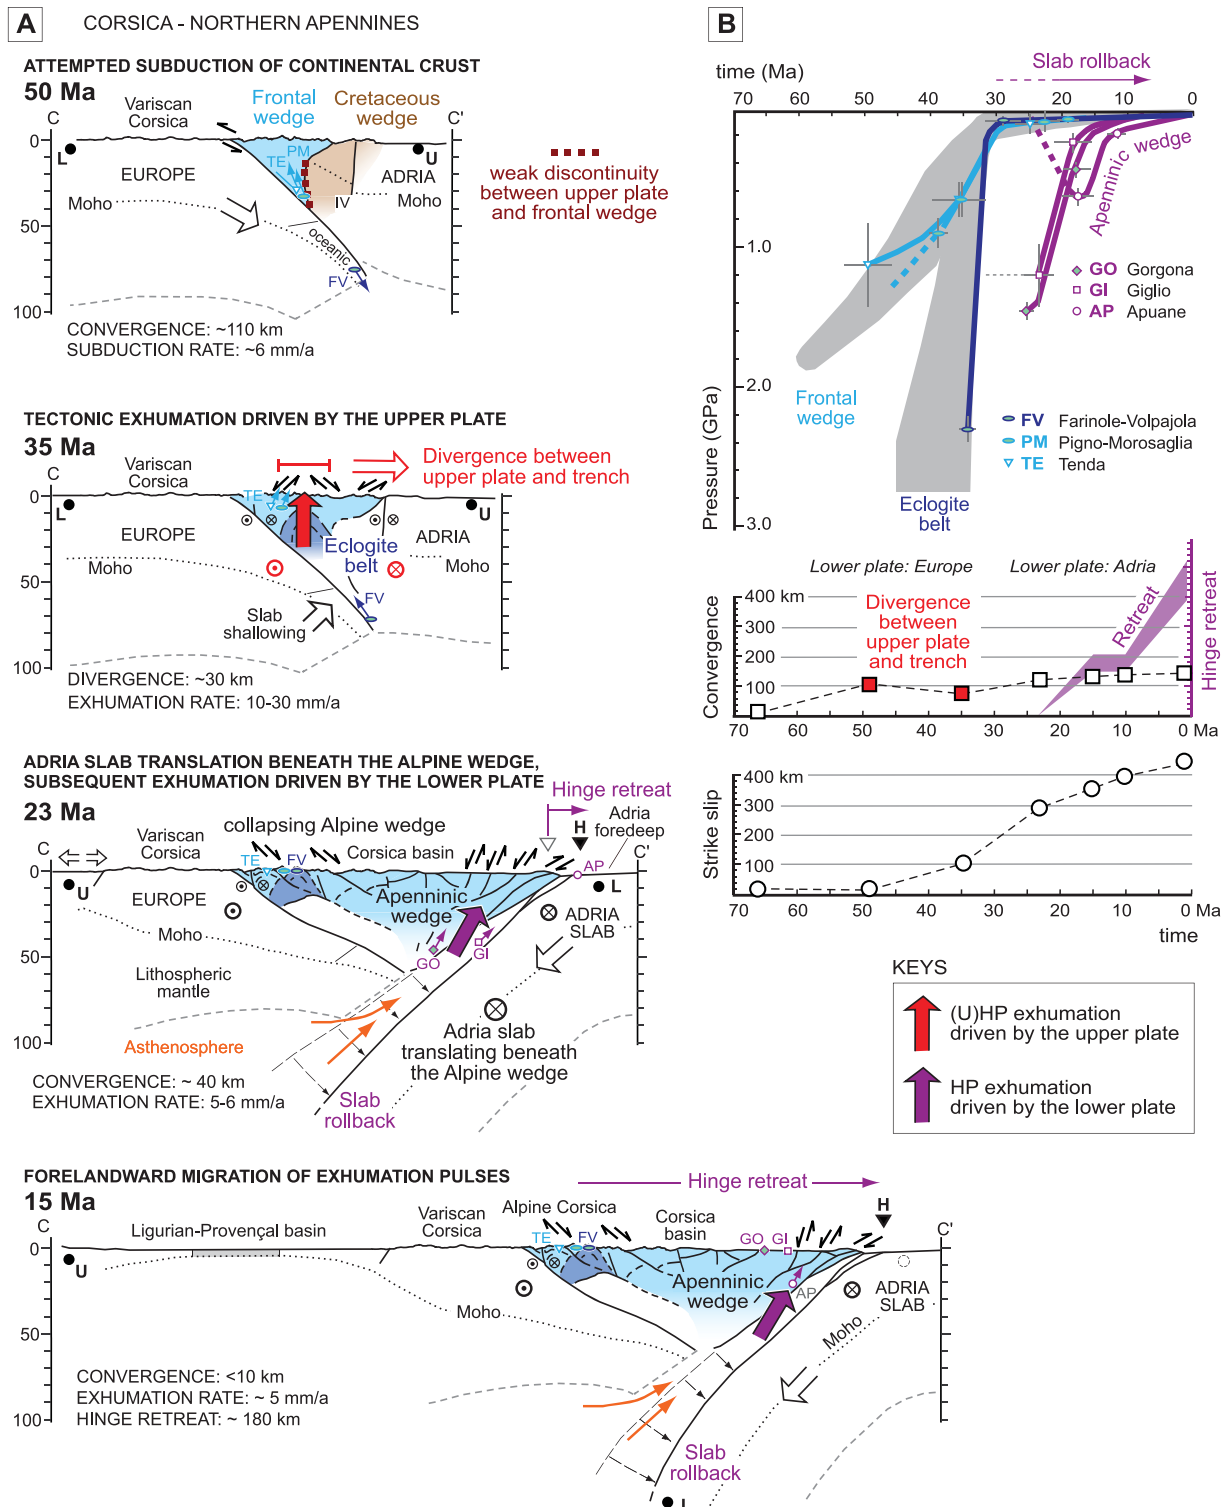 A
CORSICA - NORTHERN APENNINES
ATTEMPTED SUBDUCTION OF CONTINENTAL CRUST
50 Ma
C
Variscan
Corsica
Frontal
wedge
Cretaceous
wedge
C'
0
50
100
L
EUROPE
Moho
PM
TE
IV
ADRIA
Moho
U
oceanic
FV
weak discontinuity
between upper plate
and frontal wedge
CONVERGENCE: ~110 km
SUBDUCTION RATE: ~6 mm/a
TECTONIC EXHUMATION DRIVEN BY THE UPPER PLATE
35 Ma
C
Variscan
Corsica
Divergence between
upper plate and trench
C'
0
50
100
L
EUROPE
Moho
TE
Eclogite
belt
ADRIA
Moho
U
FV
Slab
shallowing
DIVERGENCE: ~30 km
EXHUMATION RATE: 10-30 mm/a
ADRIA SLAB TRANSLATION BENEATH THE ALPINE WEDGE,
SUBSEQUENT EXHUMATION DRIVEN BY THE LOWER PLATE
23 Ma
Hinge retreat
C
Variscan
Corsica
collapsing Alpine wedge
Corsica basin
H
Adria
foredeep
C'
0
50
100
U
EUROPE
Moho
Lithospheric
mantle
Asthenosphere
TE
FV
Apenninic
wedge
GO
GI
AP
L
ADRIA
SLAB
Adria slab
translating beneath
the Alpine wedge
Slab
rollback
CONVERGENCE: ~ 40 km
EXHUMATION RATE: 5-6 mm/a
FORELANDWARD MIGRATION OF EXHUMATION PULSES
15 Ma
Hinge retreat
C
Ligurian-Provençal basin
Variscan
Corsica
Alpine Corsica
Corsica
basin
H
C'
0
50
100
U
TE
FV
GO
GI
AP
Apenninic
wedge
Moho
ADRIA
SLAB
Moho
Slab
rollback
L
CONVERGENCE: <10 km
EXHUMATION RATE: ~ 5 mm/a
HINGE RETREAT: ~ 180 km
B
Slab rollback
time (Ma)
70 60 50 40 30 20 10 0
1.0
2.0
3.0
Pressure (GPa)
Apenninic wedge
GO Gorgona
GI Giglio
AP Apuane
Frontal
wedge
FV Farinole-Volpajola
PM Pigno-Morosaglia
TE Tenda
Eclogite
belt
Lower plate: Europe
Lower plate: Adria
Convergence
400 km
300
200
100
Divergence
between
upper plate
and trench
Retreat
Hinge retreat
70 60 50 40 30 20 10 0 Ma
Strike slip
400 km
300
200
100
70 60 50 40 30 20 10 0 Ma
time
KEYS
(U)HP exhumation
driven by the upper plate
HP exhumation
driven by the lower plate